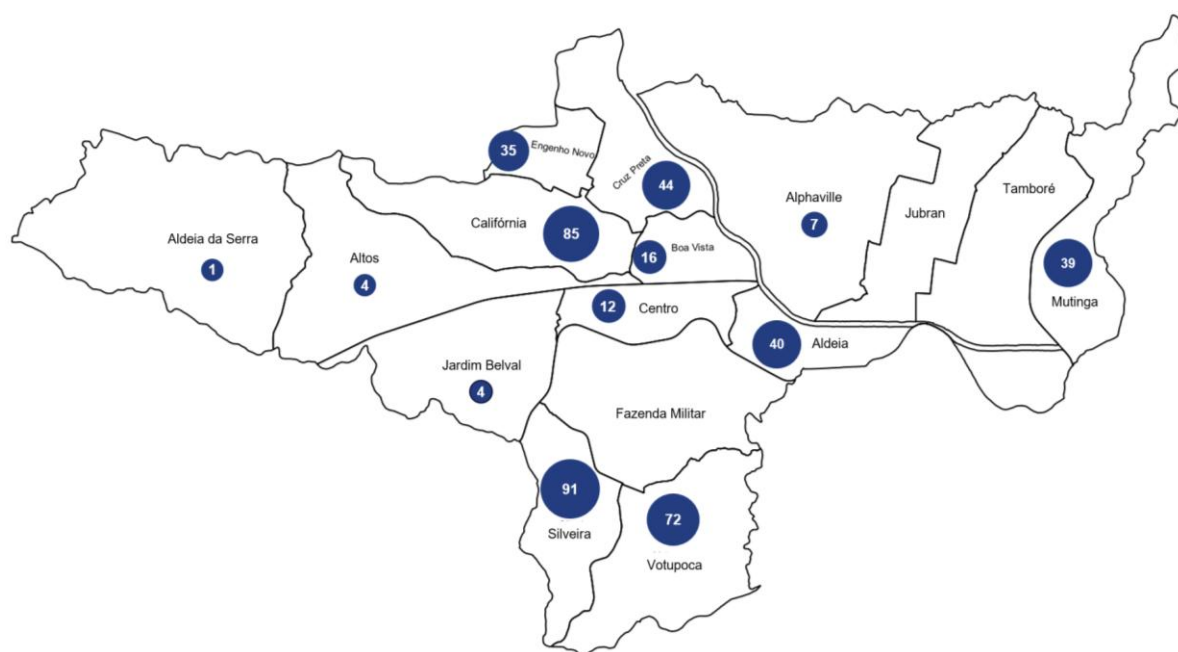 35
Engenho Novo
Cruz Preta
44
Califórnia
85
Alphaville
7
Jubran
Tamboré
Aldeia da Serra
1
Altos
4
16
Boa Vista
39
Mutinga
12
Centro
40
Aldeia
Jardim Belval
4
Fazenda Militar
91
Silveira
72
Votupoca